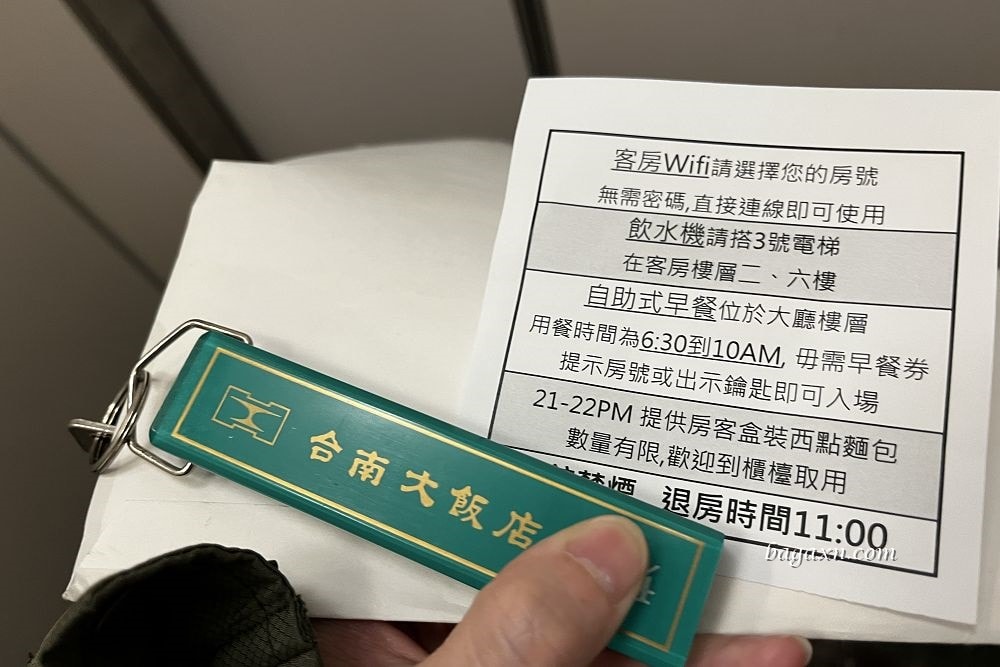 客房Wifi請選擇您的房號
無需密碼,直接連線即可使用
飲水機請搭3號電梯
在客房樓層二、六樓
自助式早餐位於大廳樓層
用餐時間為6:30到10AM, 毋需早餐券
提示房號或出示鑰匙即可入場
21-22PM 提供房客盒裝西點麵包
數量有限,歡迎到櫃檯取用
禁煙 退房時間11:00
台南大飯店
bagaxn.com